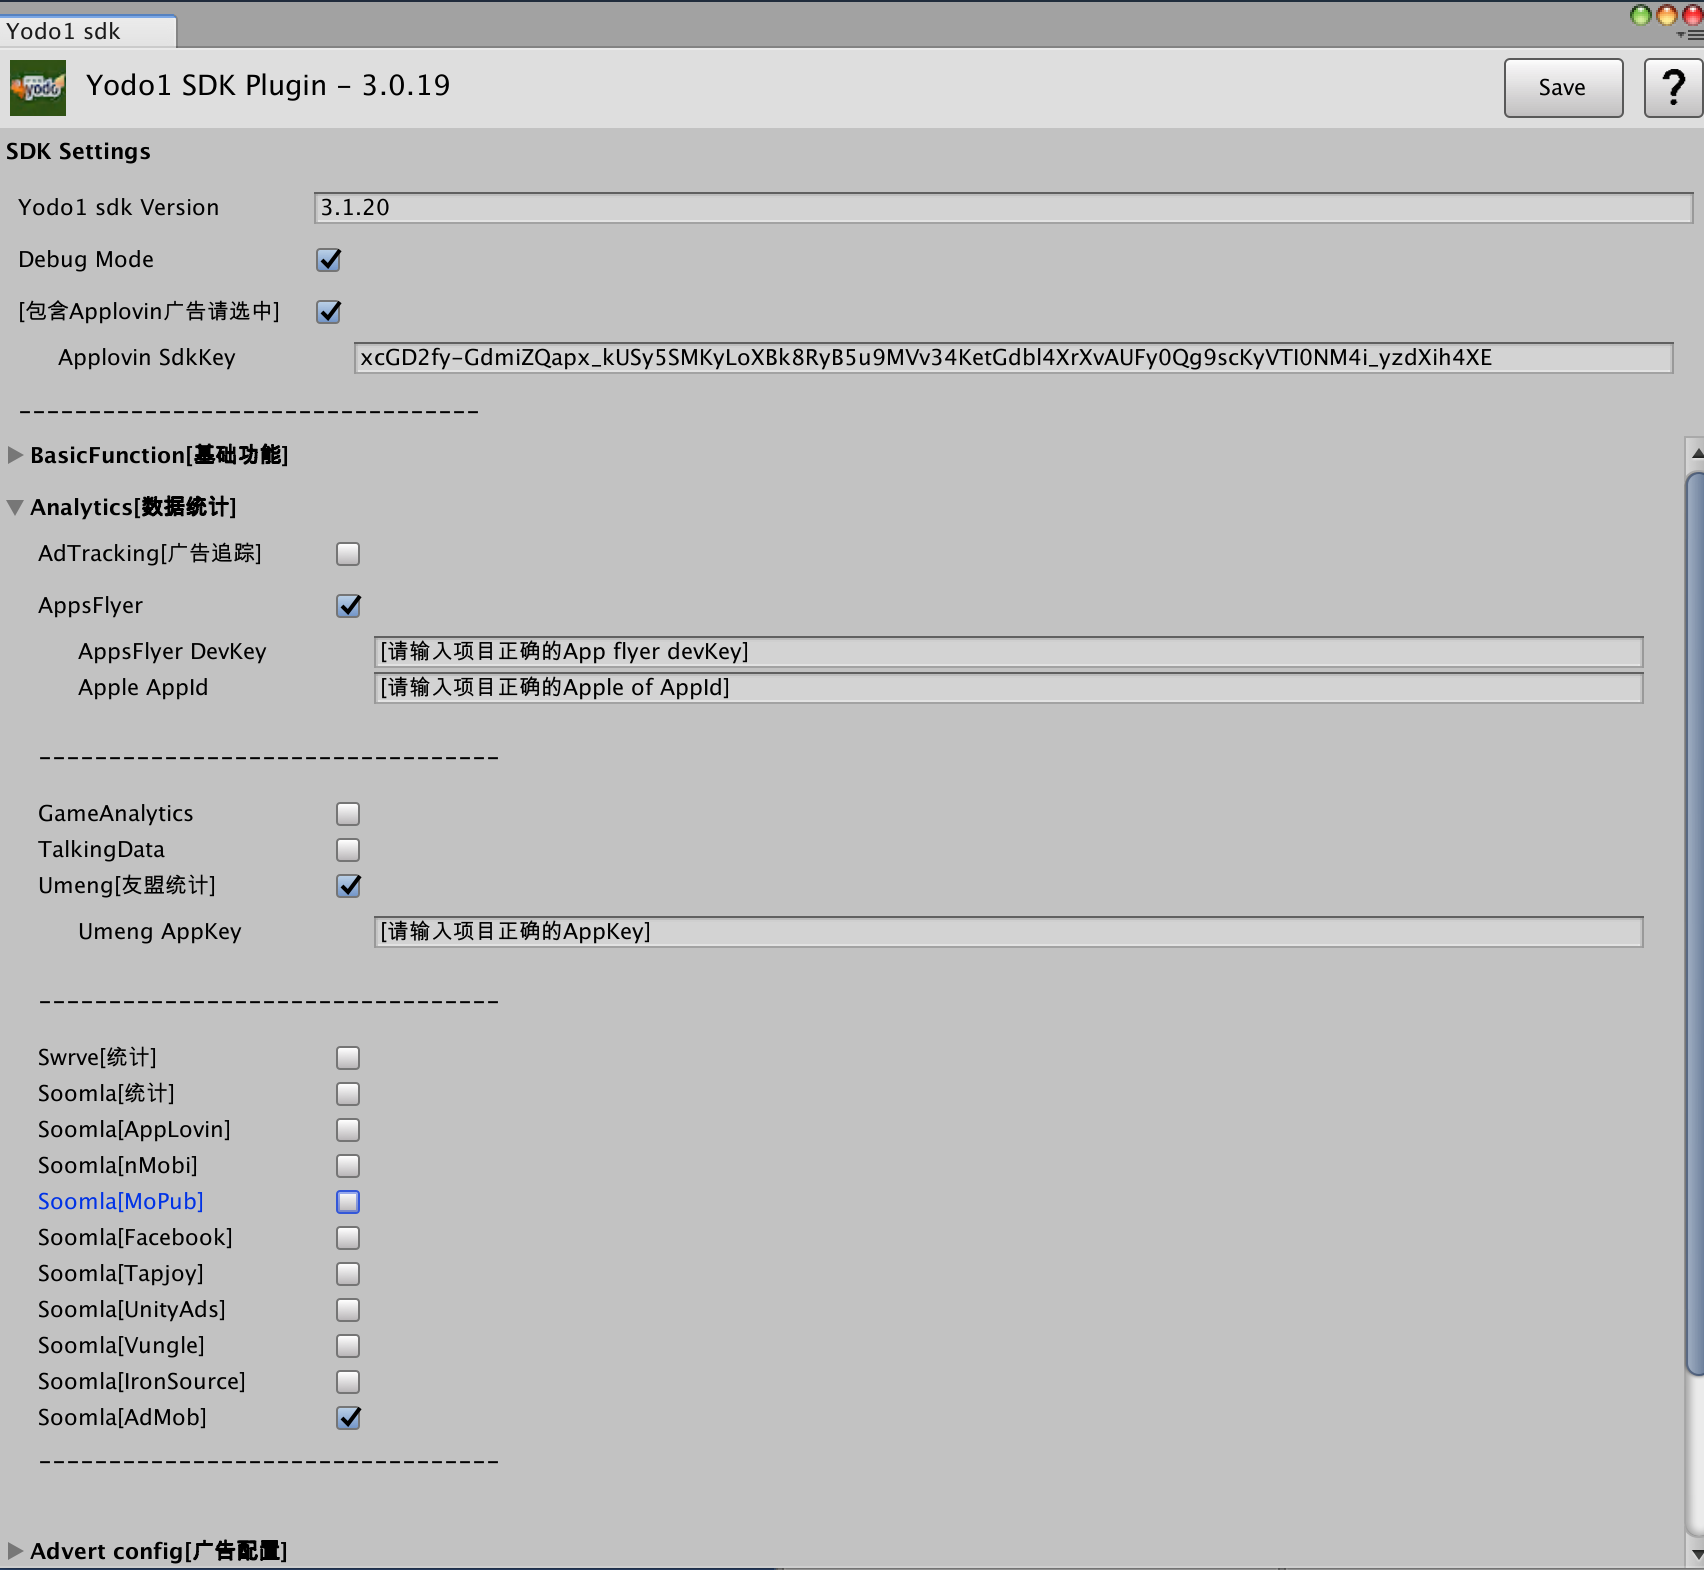 Yodo1 sdk
yodo
Yodo1 SDK Plugin - 3.0.19
Save
?
SDK Settings
Yodo1 sdk Version 3.1.20
Debug Mode
[包含Applovin广告请选中]
Applovin SdkKey xcGD2fy-GdmiZQapx_kUSy5SMKyLoXBk8RyB5u9MVv34KetGdbl4XrXvAUFy0Qg9scKyVTI0NM4i_yzdXih4XE
---------------------------------
BasicFunction[基础功能]
Analytics[数据统计]
AdTracking[广告追踪]
AppsFlyer
AppsFlyer DevKey [请输入项目正确的App flyer devKey]
Apple AppId [请输入项目正确的Apple of AppId]
---------------------------------
GameAnalytics
TalkingData
Umeng[友盟统计]
Umeng AppKey [请输入项目正确的AppKey]
---------------------------------
Swrve[统计]
Soomla[统计]
Soomla[AppLovin]
Soomla[nMobi]
Soomla[MoPub]
Soomla[Facebook]
Soomla[Tapjoy]
Soomla[UnityAds]
Soomla[Vungle]
Soomla[IronSource]
Soomla[AdMob]
---------------------------------
Advert config[广告配置]